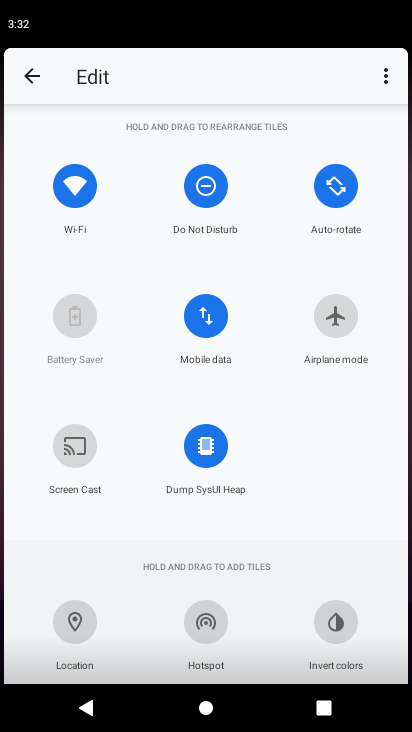 3:32
Edit
HOLD AND DRAG TO REARRANGE TILES
Wi-Fi
Do Not Disturb
Auto-rotate
Battery Saver
Mobile data
Airplane mode
Screen Cast
Dump SysUI Heap
HOLD AND DRAG TO ADD TILES
Location
Hotspot
Invert colors